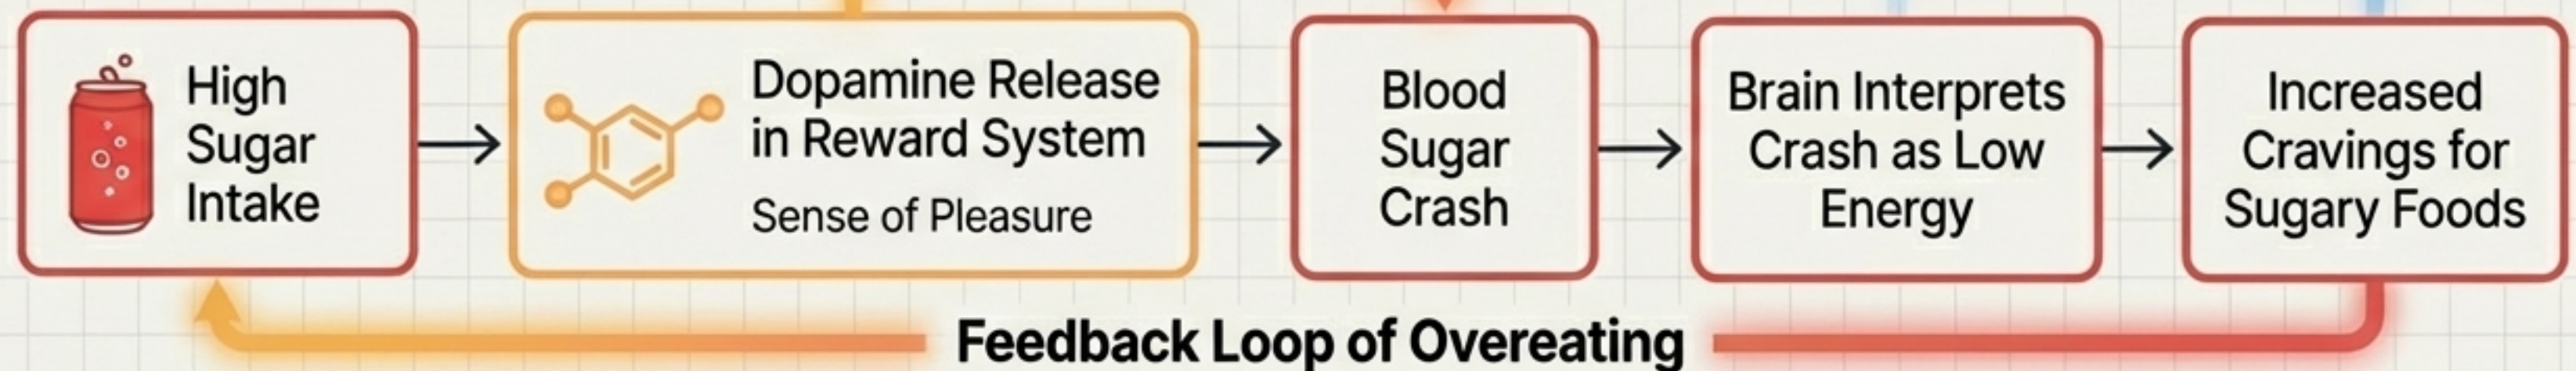 High
Sugar
Intake
Dopamine Release
in Reward System
Sense of Pleasure
Blood
Sugar
Crash
Brain Interprets
Crash as Low
Energy
Increased
Cravings for
Sugary Foods
Feedback Loop of Overeating